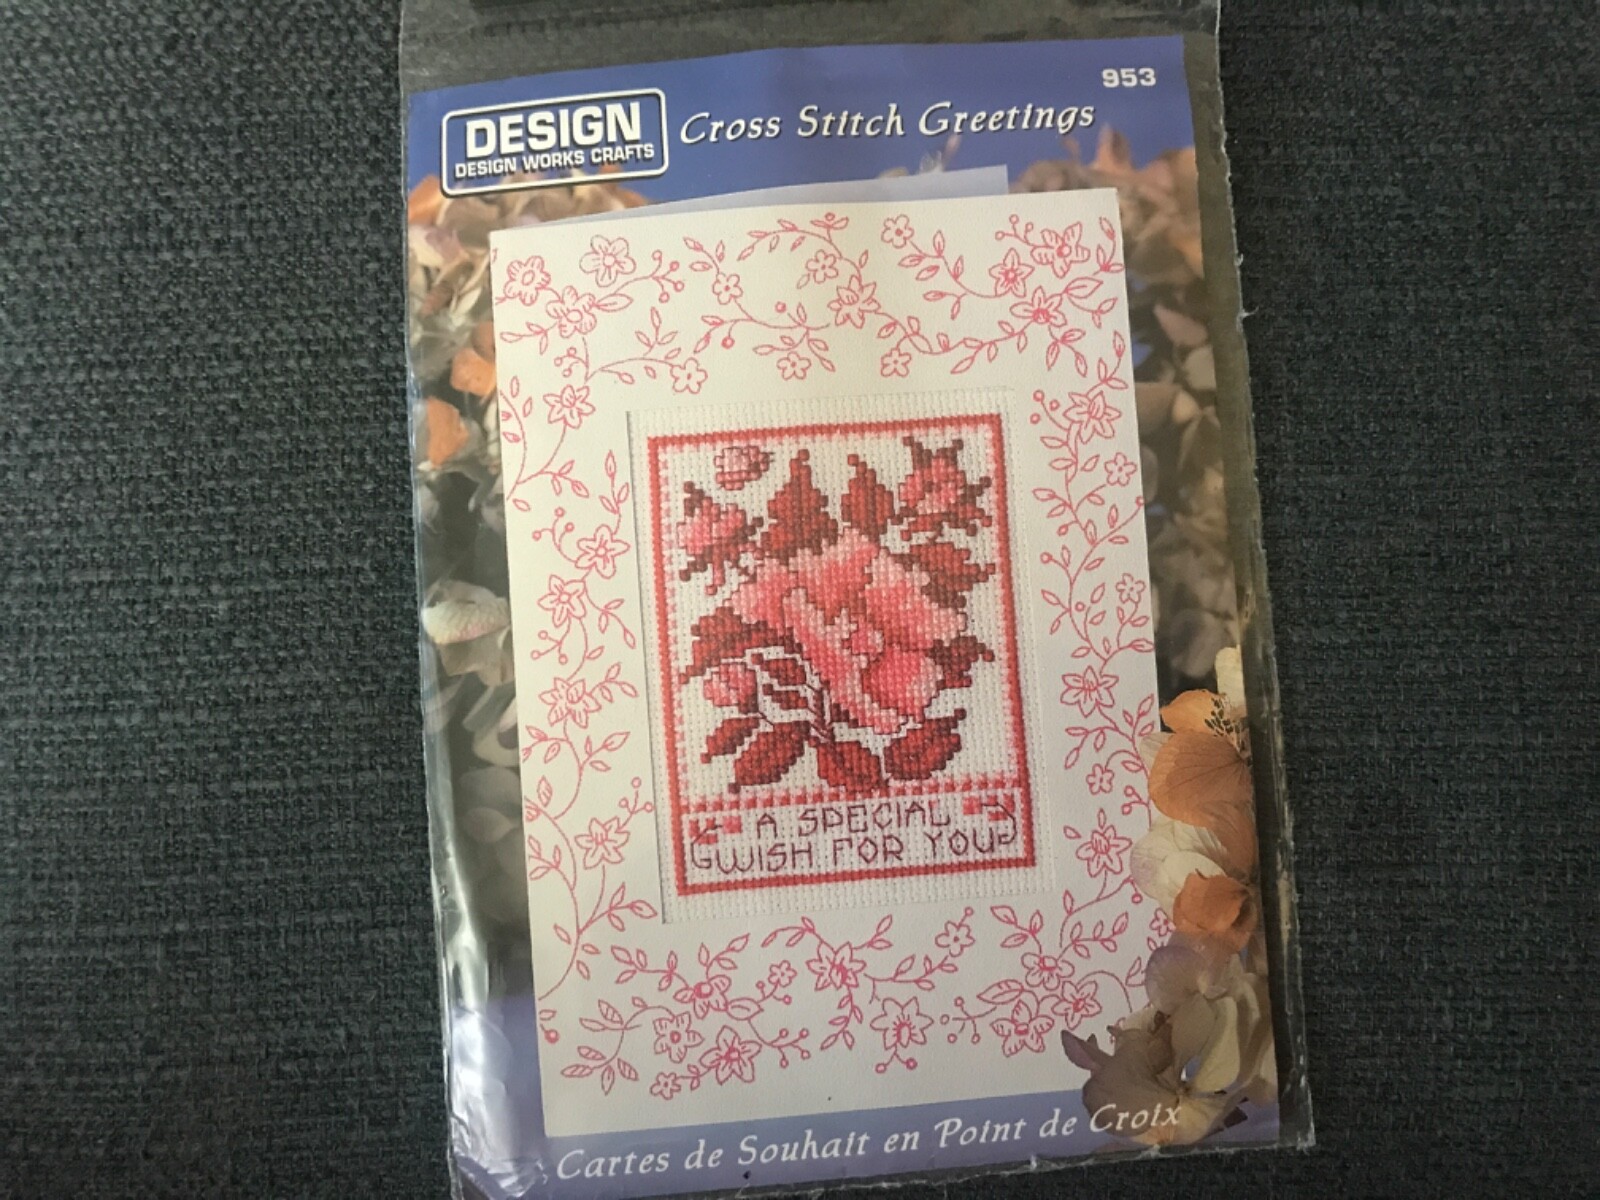 953
DESIGN
DESIGN WORKS CRAFTS
Cross Stitch Greetings
A SPECIAL
WISH FOR YOU
Cartes de Souhait en Point de Croix